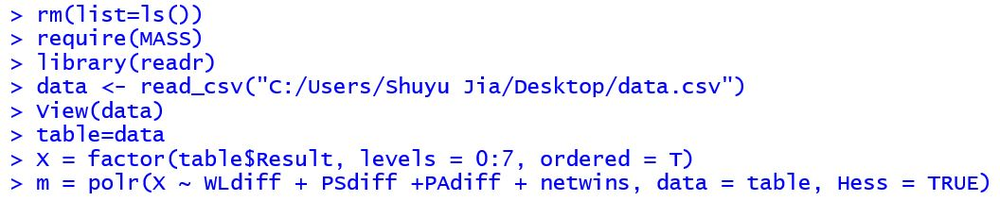 > rm(list=ls())
> require(MASS)
> library(readr)
> data <- read_csv("C:/Users/Shuyu Jia/Desktop/data.csv")
> View(data)
> table=data
> X = factor(table$Result, levels = 0:7, ordered = T)
> m = polr(X ~ WLdiff + PSdiff +PAdiff + netwins, data = table, Hess = TRUE)